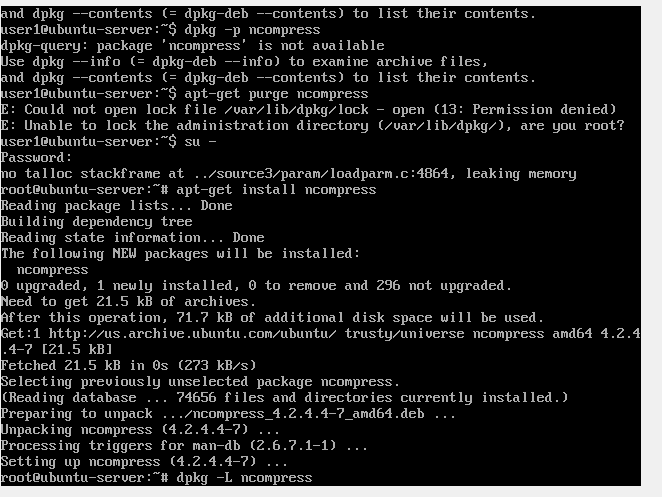 and dpkg --contents (= dpkg-deb --contents) to list their contents.
user1@ubuntu-server:~$ dpkg -p ncompress
dpkg-query: package 'ncompress' is not available
Use dpkg --info (= dpkg-deb --info) to examine archive files,
and dpkg --contents (= dpkg-deb --contents) to list their contents.
user1@ubuntu-server:~$ apt-get purge ncompress
E: Could not open lock file /var/lib/dpkg/lock - open (13: Permission denied)
E: Unable to lock the administration directory (/var/lib/dpkg/), are you root?
user1@ubuntu-server:~$ su -
Password:
no talloc stackframe at ../source3/param/loadparm.c:4864, leaking memory
root@ubuntu-server:~# apt-get install ncompress
Reading package lists... Done
Building dependency tree
Reading state information... Done
The following NEW packages will be installed:
  ncompress
0 upgraded, 1 newly installed, 0 to remove and 296 not upgraded.
Need to get 21.5 kB of archives.
After this operation, 71.7 kB of additional disk space will be used.
Get:1 http://us.archive.ubuntu.com/ubuntu/ trusty/universe ncompress amd64 4.2.4
.4-7 [21.5 kB]
Fetched 21.5 kB in 0s (273 kB/s)
Selecting previously unselected package ncompress.
(Reading database ... 74656 files and directories currently installed.)
Preparing to unpack .../ncompress_4.2.4.4-7_amd64.deb ...
Unpacking ncompress (4.2.4.4-7) ...
Processing triggers for man-db (2.6.7.1-1) ...
Setting up ncompress (4.2.4.4-7) ...
root@ubuntu-server:~# dpkg -L ncompress